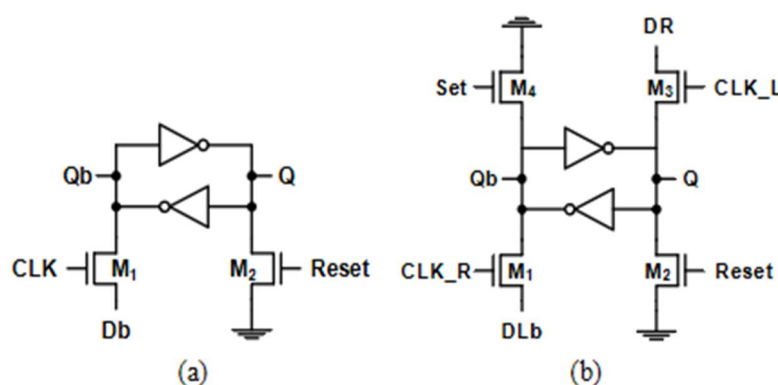 DR
Set
M4
M3
CLK_L
Qb
Q
Qb
Q
CLK
M1
M2
Reset
CLK_R
M1
M2
Reset
Db
DLb
(a)
(b)